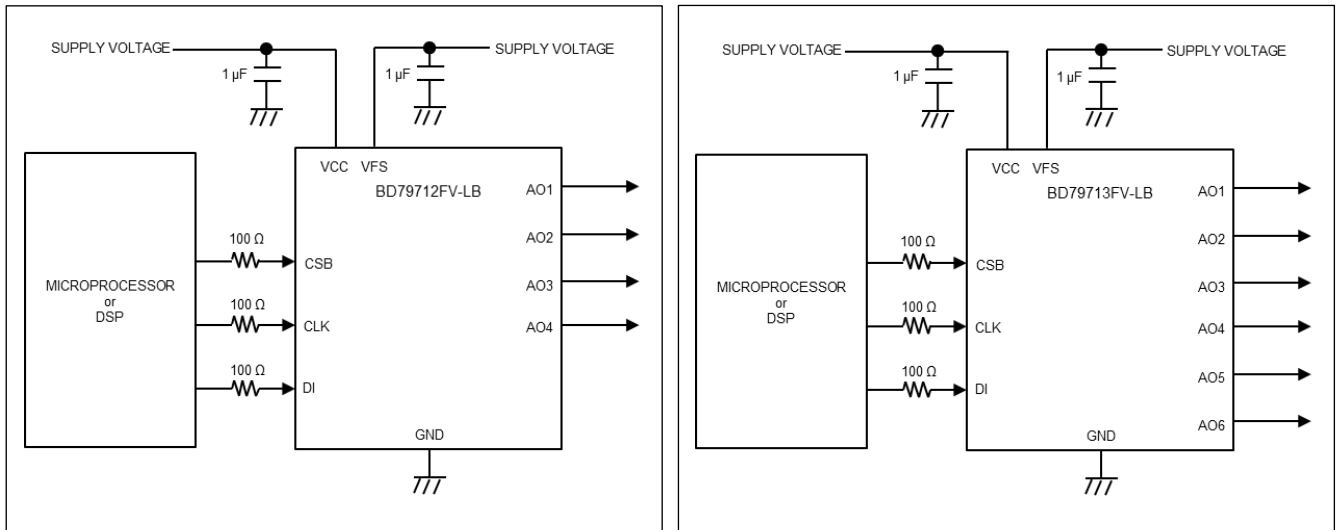 SUPPLY VOLTAGE
SUPPLY VOLTAGE
1 µF
1 µF
VCC
VFS
BD79712FV-LB
AO1
AO2
AO3
AO4
100 Ω
CSB
100 Ω
CLK
100 Ω
DI
MICROPROCESSOR
or
DSP
GND
SUPPLY VOLTAGE
SUPPLY VOLTAGE
1 µF
1 µF
VCC
VFS
BD79713FV-LB
AO1
AO2
AO3
AO4
AO5
AO6
100 Ω
CSB
100 Ω
CLK
100 Ω
DI
MICROPROCESSOR
or
DSP
GND